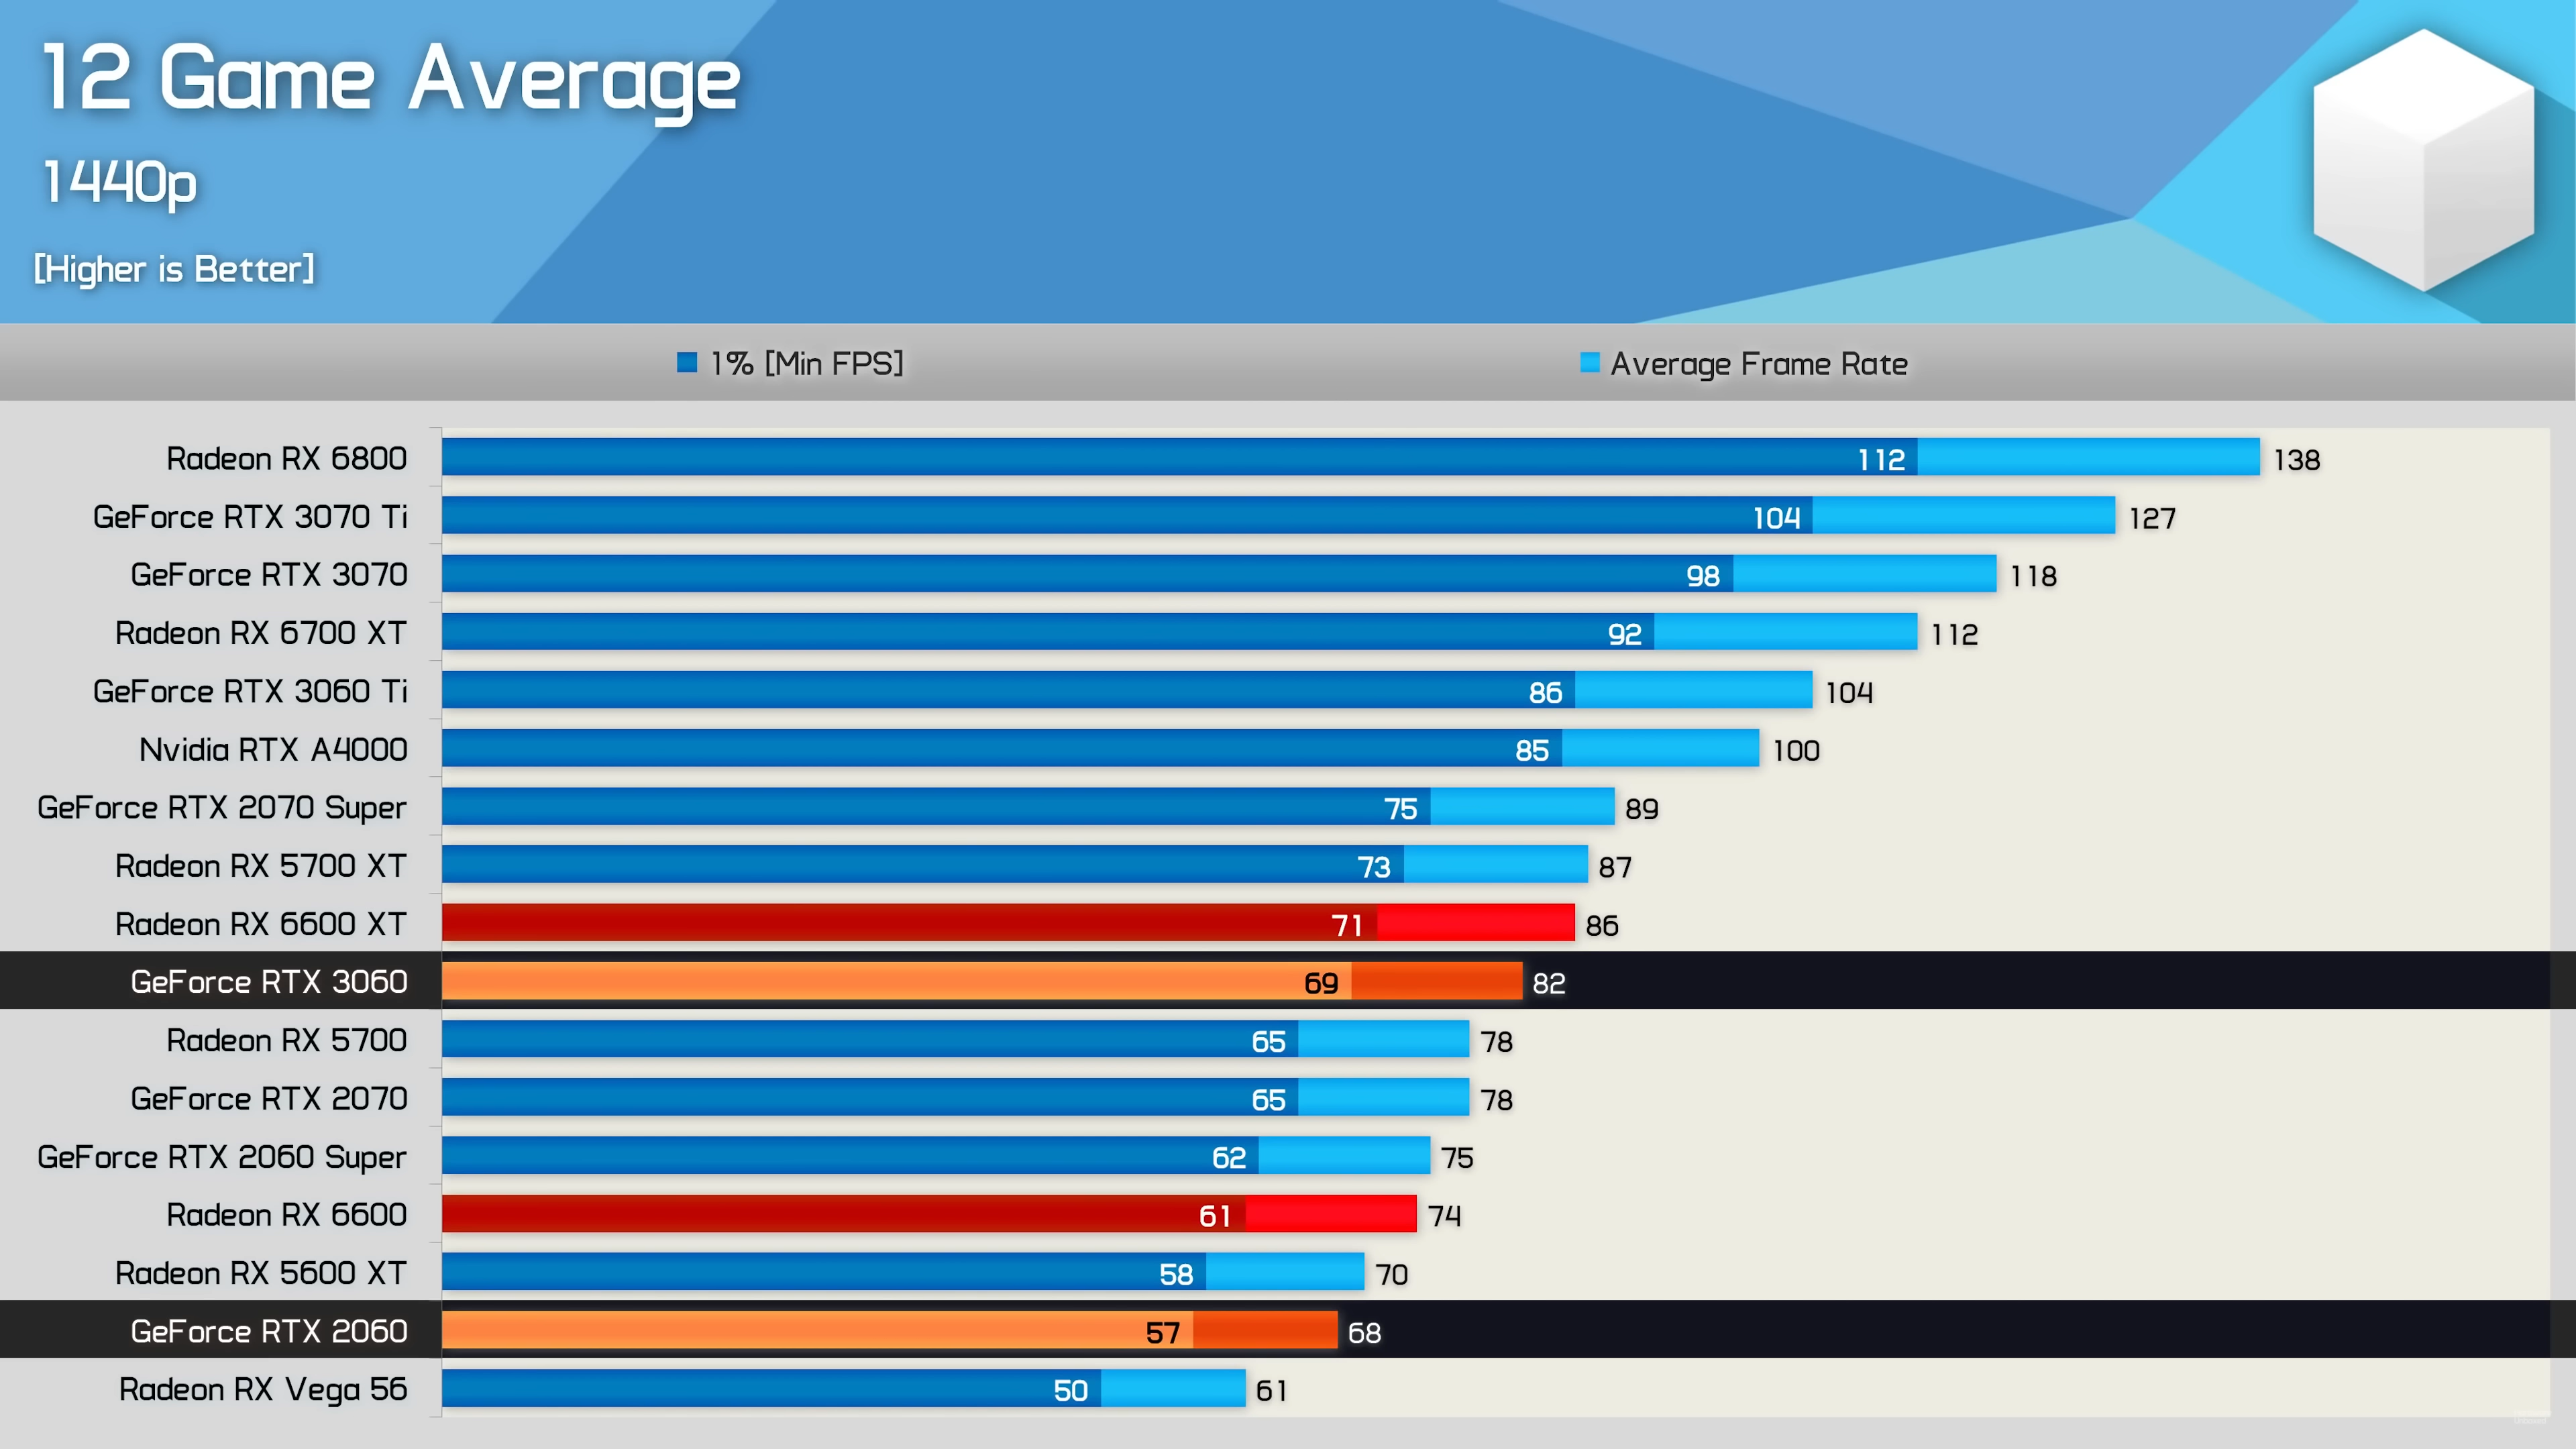 12 Game Average
1440p
[Higher is Better]
1% [Min FPS]
Average Frame Rate
Radeon RX 6800 112 138
GeForce RTX 3070 Ti 104 127
GeForce RTX 3070 98 118
Radeon RX 6700 XT 92 112
GeForce RTX 3060 Ti 86 104
Nvidia RTX A4000 85 100
GeForce RTX 2070 Super 75 89
Radeon RX 5700 XT 73 87
Radeon RX 6600 XT 71 86
GeForce RTX 3060 69 82
Radeon RX 5700 65 78
GeForce RTX 2070 65 78
GeForce RTX 2060 Super 62 75
Radeon RX 6600 61 74
Radeon RX 5600 XT 58 70
GeForce RTX 2060 57 68
Radeon RX Vega 56 50 61